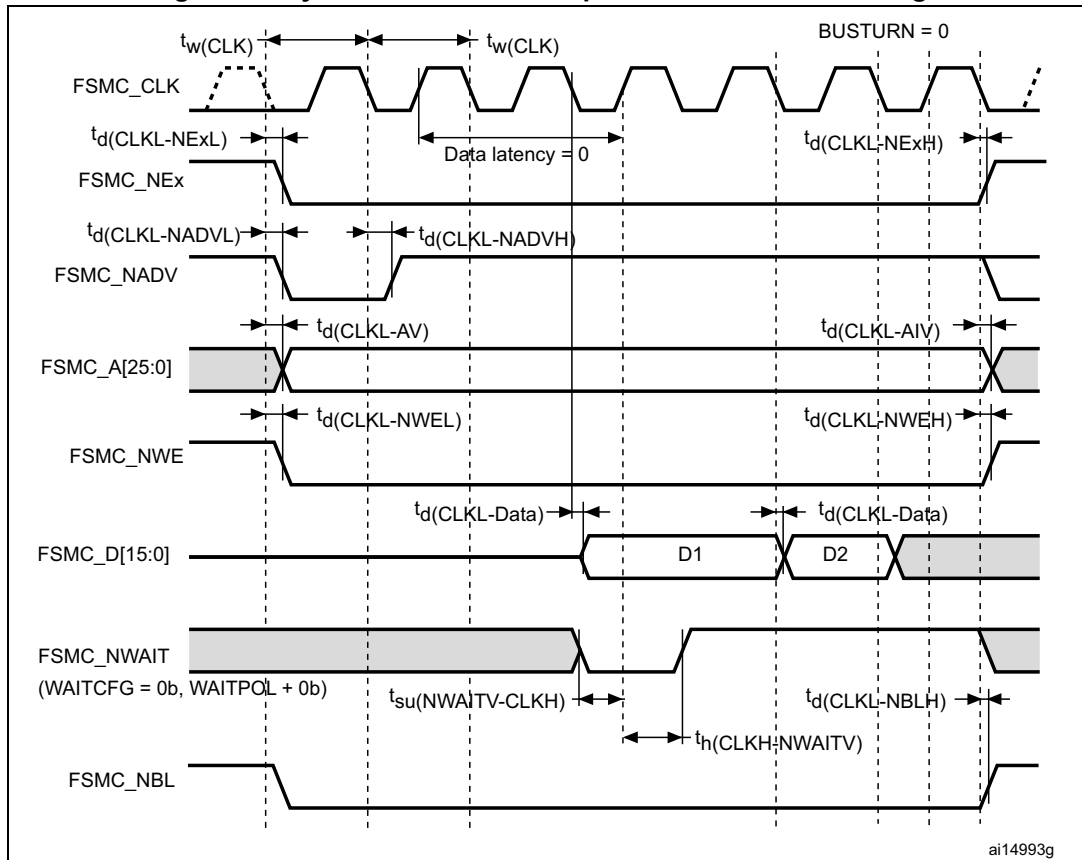 BUSTURN = 0
tw(CLK)
tw(CLK)
FSMC_CLK
td(CLKL-NExL)
Data latency = 0
td(CLKL-NExH)
FSMC_NEx
td(CLKL-NADVL)
td(CLKL-NADVH)
FSMC_NADV
td(CLKL-AV)
td(CLKL-AIV)
FSMC_A[25:0]
td(CLKL-NWEL)
td(CLKL-NWEH)
FSMC_NWE
td(CLKL-Data)
td(CLKL-Data)
FSMC_D[15:0]
D1
D2
FSMC_NWAIT
(WAITCFG = 0b, WAITPOL + 0b)
tsu(NWAITV-CLKH)
td(CLKL-NBLH)
th(CLKH-NWAITV)
FSMC_NBL
ai14993g